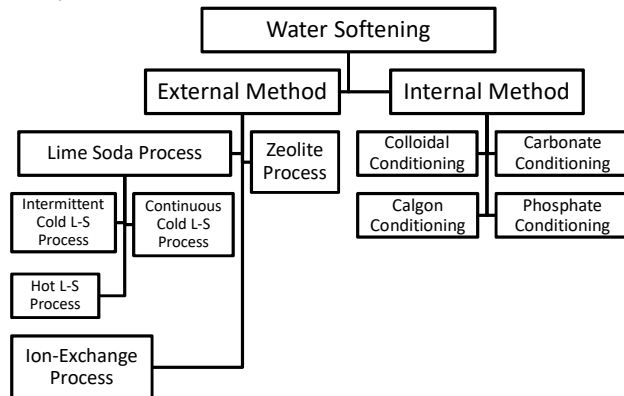 Water Softening
External Method
Internal Method
Lime Soda Process
Zeolite
Process
Colloidal
Conditioning
Carbonate
Conditioning
Intermittent
Cold L-S
Process
Continuous
Cold L-S
Process
Calgon
Conditioning
Phosphate
Conditioning
Hot L-S
Process
Ion-Exchange
Process